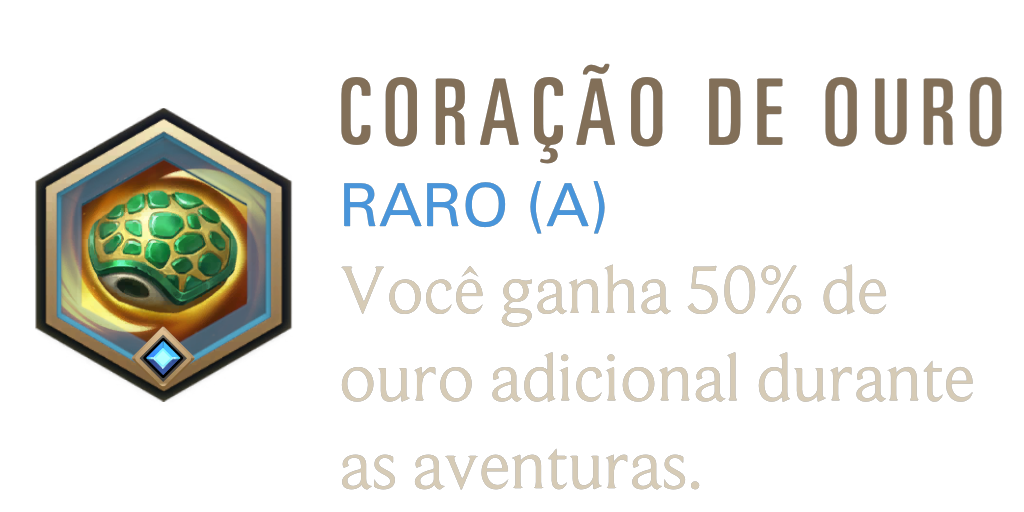 CORAÇÃO DE OURO
RARO (A)
Você ganha 50% de
ouro adicional durante
as aventuras.